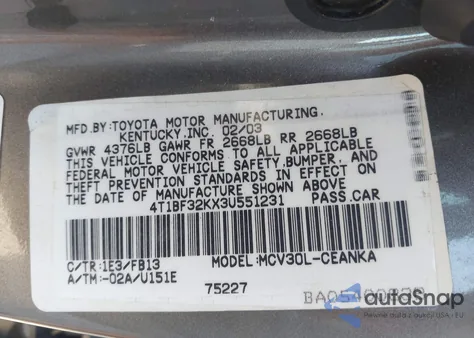 MFD.BY:TOYOTA MOTOR MANUFACTURING.
KENTUCKY.INC. 02/03
GVWR 4376LB GAWR FR 2668LB RR 2668LB
THIS VEHICLE CONFORMS TO ALL APPLICABLE
FEDERAL MOTOR VEHICLE SAFETY,BUMPER, AND
THEFT PREVENTION STANDARDS IN EFFECT ON
THE DATE OF MANUFACTURE SHOWN ABOVE.
4T1BF32KX3U551231 PASS.CAR
C/TR:1E3/FB13 MODEL:MCV30L-CEANKA
A/TM:-02A/U151E
75227
autoSnap